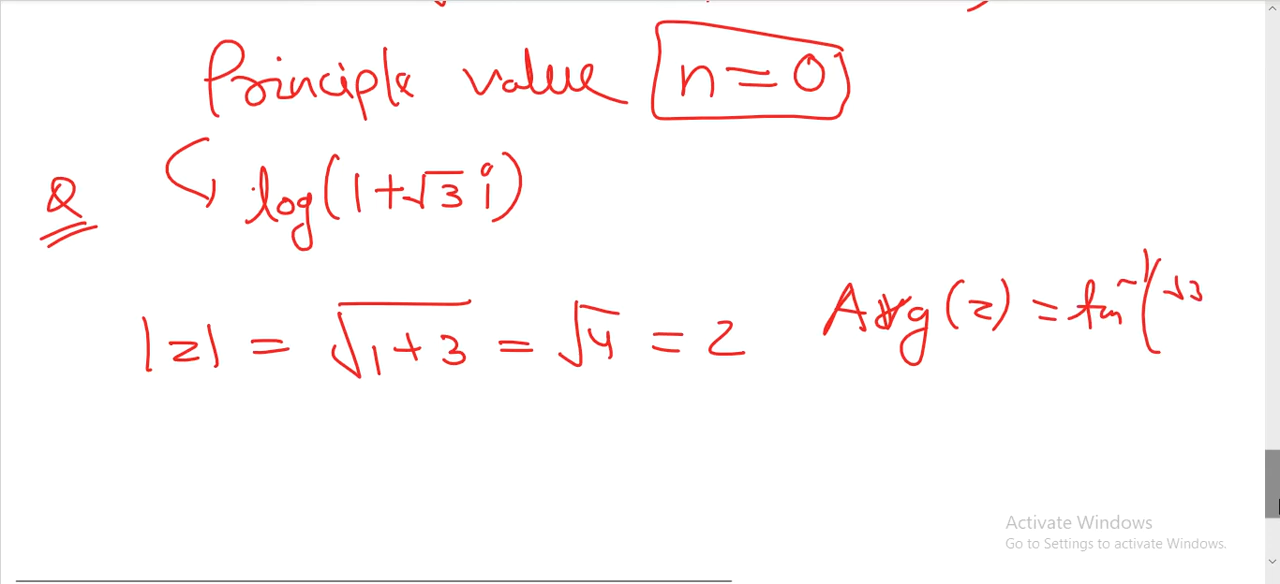 Principle value n=0
Q log(1+√3 i)
|z| = √1+3 = √4 = 2 Arg(z) = tan⁻¹(√3
Activate Windows
Go to Settings to activate Windows.